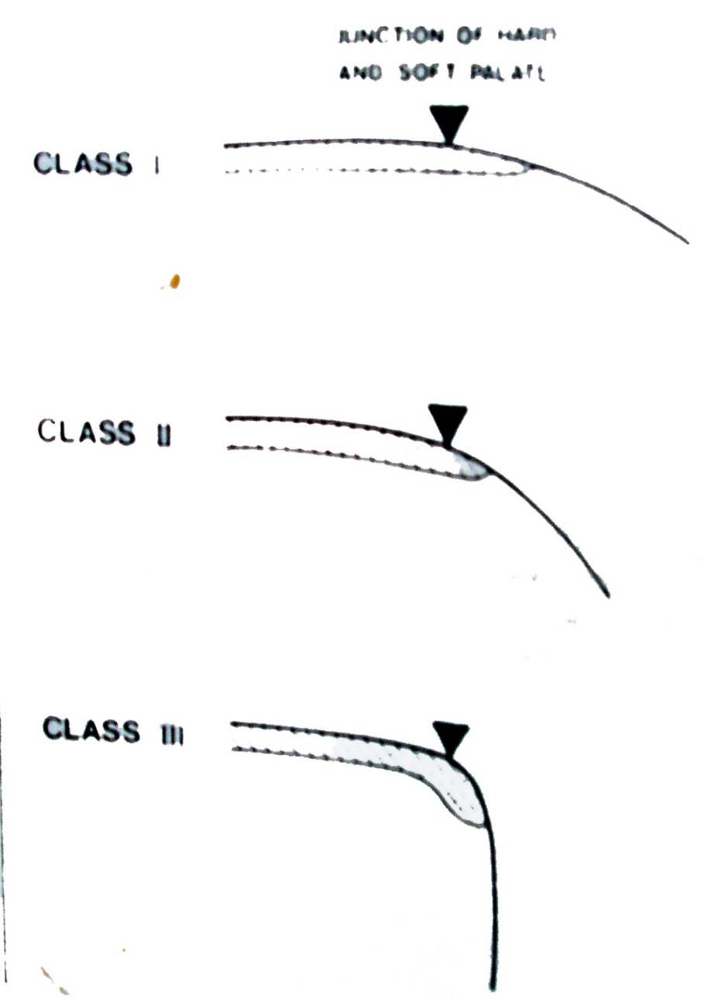 JUNCTION OF HARD
AND SOFT PALATE
CLASS I
CLASS II
CLASS III